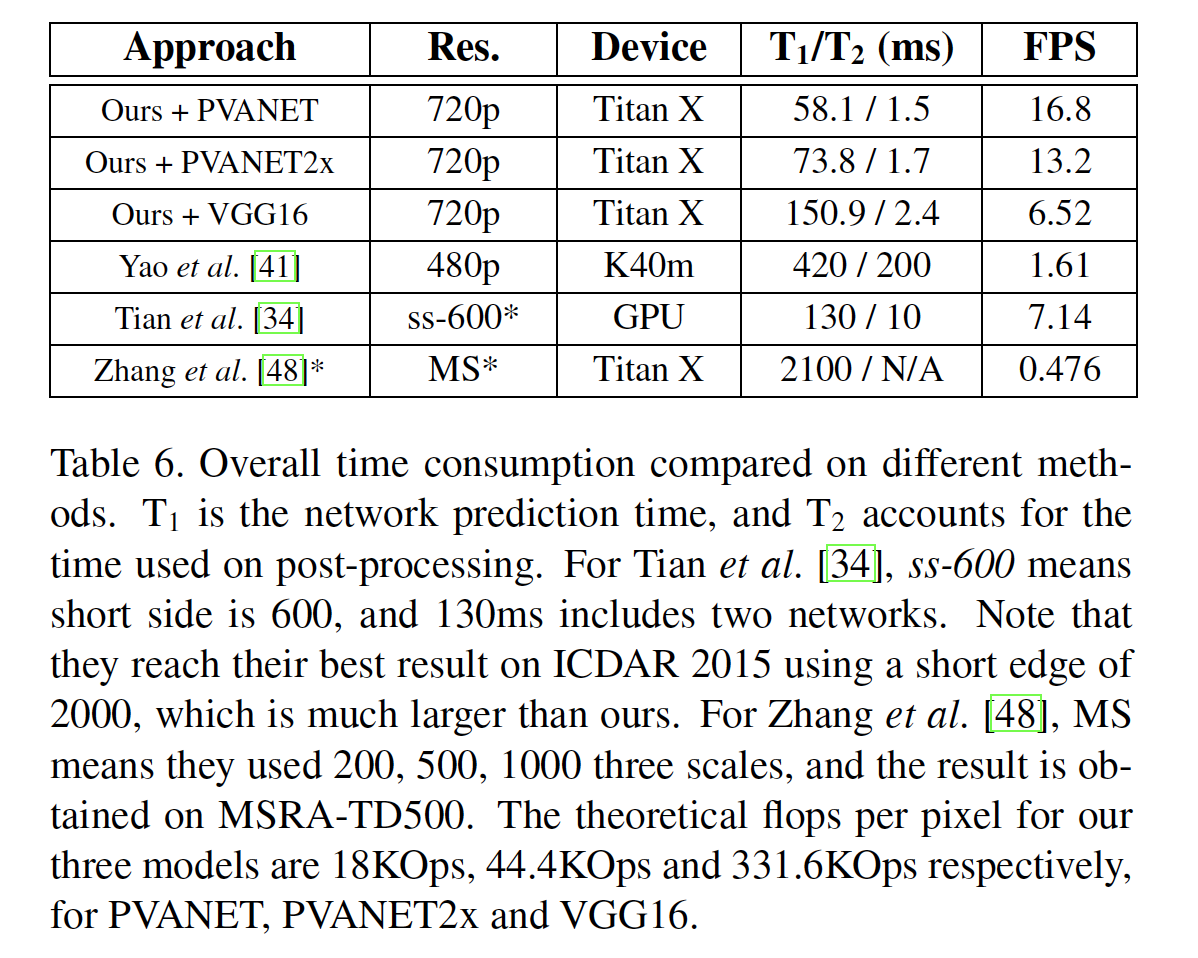 Approach Res. Device T₁/T₂ (ms) FPS
Ours + PVANET 720p Titan X 58.1 / 1.5 16.8
Ours + PVANET2x 720p Titan X 73.8 / 1.7 13.2
Ours + VGG16 720p Titan X 150.9 / 2.4 6.52
Yao et al. [41] 480p K40m 420 / 200 1.61
Tian et al. [34] ss-600* GPU 130 / 10 7.14
Zhang et al. [48]* MS* Titan X 2100 / N/A 0.476
Table 6. Overall time consumption compared on different meth-
ods. T₁ is the network prediction time, and T₂ accounts for the
time used on post-processing. For Tian et al. [34], ss-600 means
short side is 600, and 130ms includes two networks. Note that
they reach their best result on ICDAR 2015 using a short edge of
2000, which is much larger than ours. For Zhang et al. [48], MS
means they used 200, 500, 1000 three scales, and the result is ob-
tained on MSRA-TD500. The theoretical flops per pixel for our
three models are 18KOps, 44.4KOps and 331.6KOps respectively,
for PVANET, PVANET2x and VGG16.